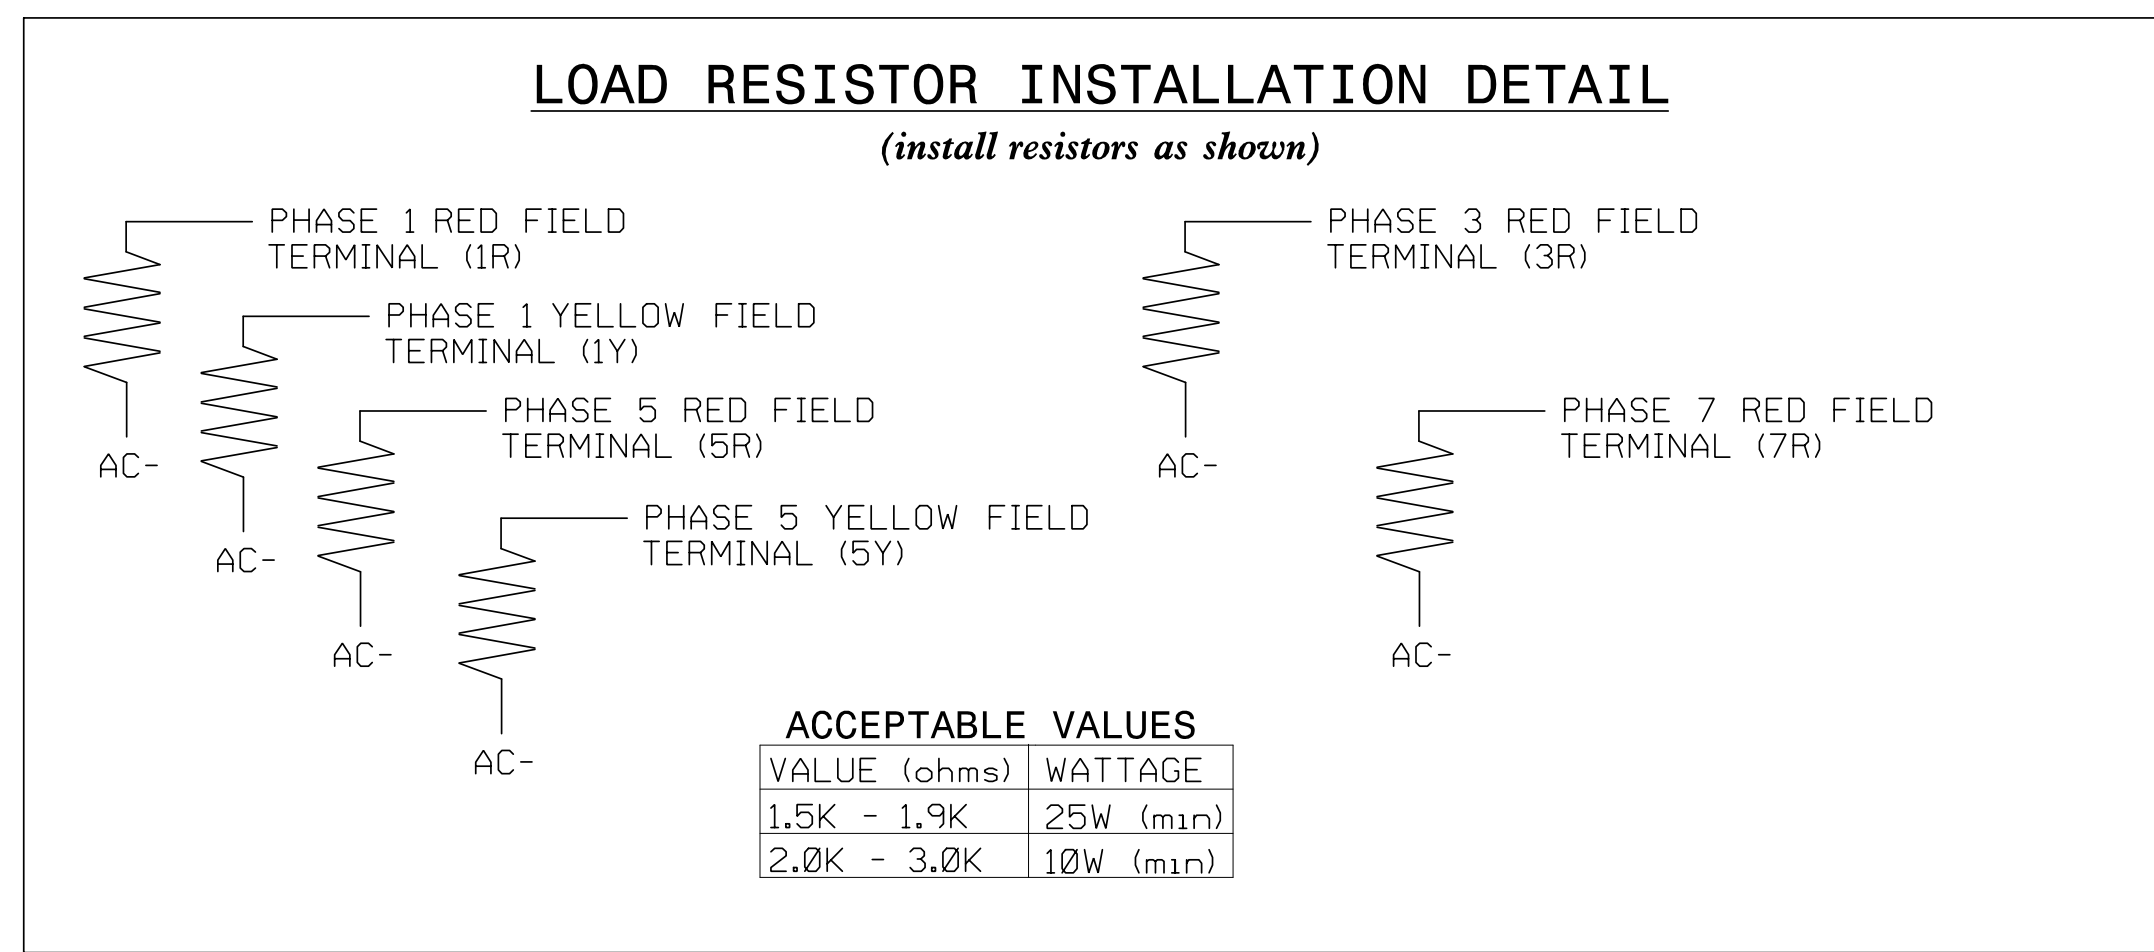 LOAD RESISTOR INSTALLATION DETAIL
(install resistors as shown)
PHASE 1 RED FIELD
TERMINAL (1R)
AC-
PHASE 1 YELLOW FIELD
TERMINAL (1Y)
AC-
PHASE 5 RED FIELD
TERMINAL (5R)
AC-
PHASE 5 YELLOW FIELD
TERMINAL (5Y)
AC-
PHASE 3 RED FIELD
TERMINAL (3R)
AC-
PHASE 7 RED FIELD
TERMINAL (7R)
AC-
ACCEPTABLE VALUES
VALUE (ohms) WATTAGE
1.5K - 1.9K 25W (min)
2.0K - 3.0K 10W (min)